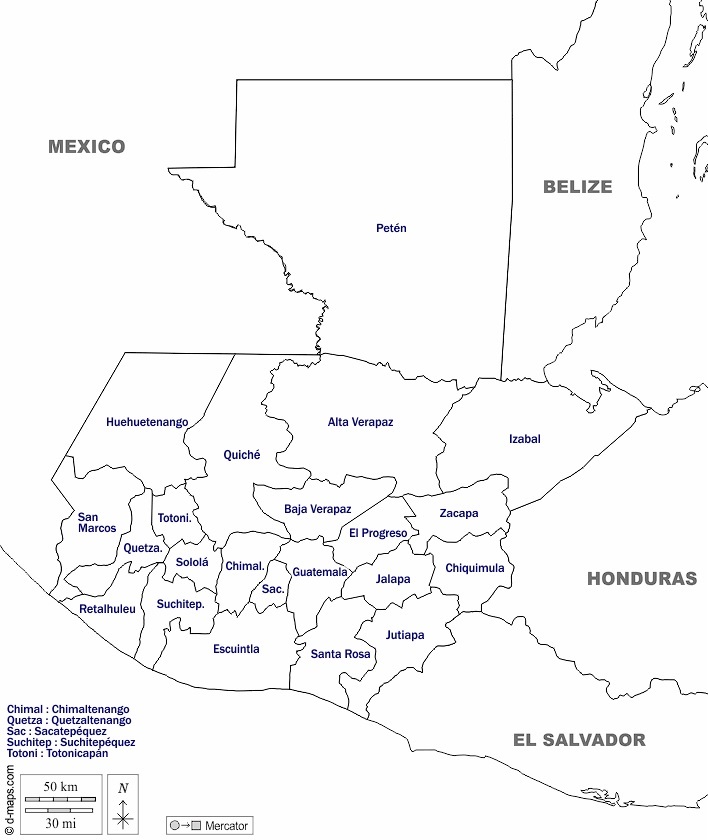 MEXICO
BELIZE
Petén
Huehuetenango
Alta Verapaz
Izabal
Quiché
San
Marcos
Totoni.
Baja Verapaz
Zacapa
El Progreso
Quetza.
Sololá
Chimal.
Guatemala
Jalapa
Chiquimula
Sac.
HONDURAS
Retalhuleu
Suchitep.
Jutiapa
Escuintla
Santa Rosa
Chimal : Chimaltenango
Quetza : Quetzaltenango
Sac : Sacatepéquez
Suchitep : Suchitepéquez
Totoni : Totonicapán
EL SALVADOR
© d-maps.com
50 km
30 mi
N
Mercator